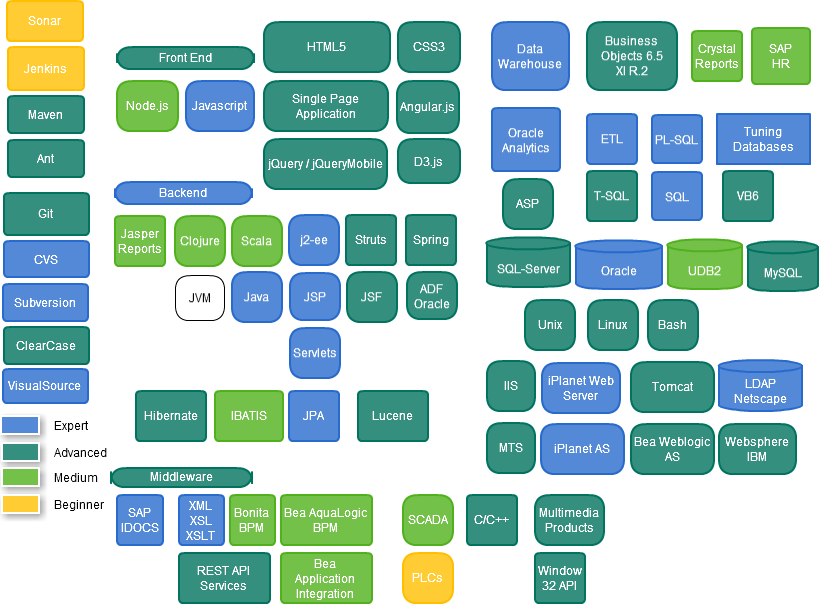 Sonar
Jenkins
Maven
Ant
Git
CVS
Subversion
ClearCase
VisualSource
Expert
Advanced
Medium
Beginner
Front End
HTML5
CSS3
Node.js
Javascript
Single Page
Application
Angular.js
jQuery / jQueryMobile
D3.js
Backend
Jasper
Reports
Clojure
Scala
j2-ee
Struts
Spring
JVM
Java
JSP
JSF
ADF
Oracle
Servlets
Hibernate
IBATIS
JPA
Lucene
Middleware
SAP
IDOCS
XML
XSL
XSLT
Bonita
BPM
Bea AquaLogic
BPM
SCADA
C/C++
Multimedia
Products
REST API
Services
Bea
Application
Integration
PLCs
Window
32 API
Data
Warehouse
Business
Objects 6.5
XI R.2
Crystal
Reports
SAP
HR
Oracle
Analytics
ETL
PL-SQL
Tuning
Databases
ASP
T-SQL
SQL
VB6
SQL-Server
Oracle
UDB2
MySQL
Unix
Linux
Bash
IIS
iPlanet Web
Server
Tomcat
LDAP
Netscape
MTS
iPlanet AS
Bea Weblogic
AS
Websphere
IBM